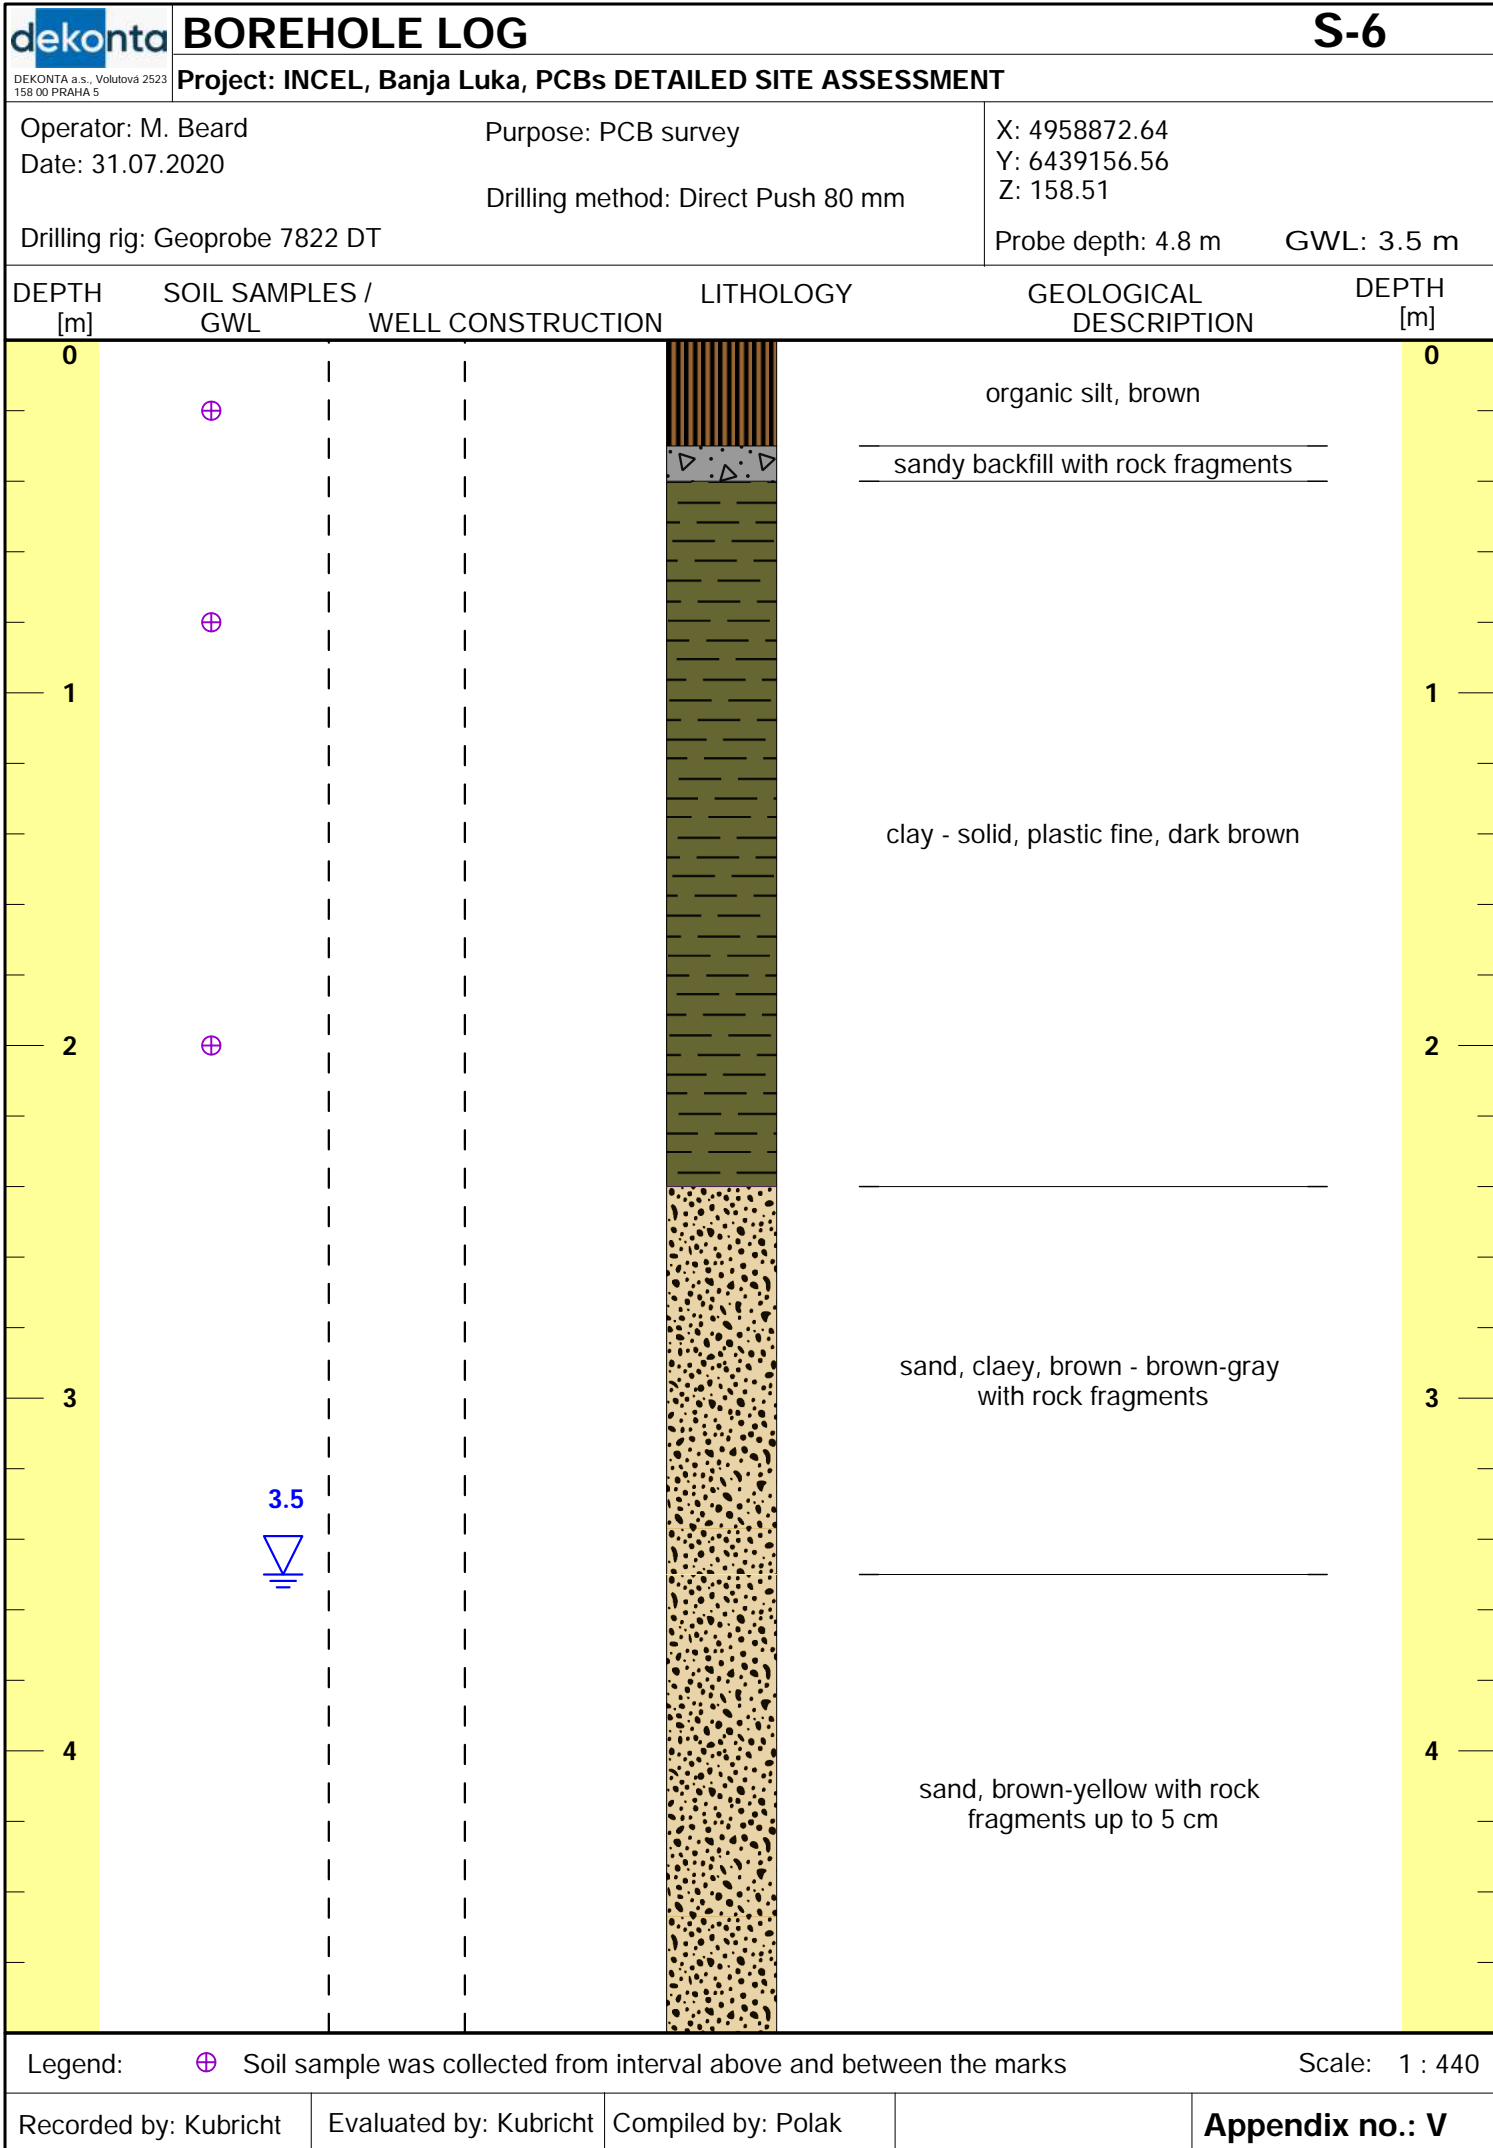 dekonta
DEKONTA a.s., Volutová 2523
158 00 PRAHA 5
BOREHOLE LOG
S-6
Project: INCEL, Banja Luka, PCBs DETAILED SITE ASSESSMENT
Operator: M. Beard
Date: 31.07.2020
Drilling rig: Geoprobe 7822 DT
Purpose: PCB survey
Drilling method: Direct Push 80 mm
X: 4958872.64
Y: 6439156.56
Z: 158.51
Probe depth: 4.8 m
GWL: 3.5 m
DEPTH
[m]
SOIL SAMPLES /
GWL
WELL CONSTRUCTION
LITHOLOGY
GEOLOGICAL
DESCRIPTION
DEPTH
[m]
0
0
organic silt, brown
sandy backfill with rock fragments
1
1
clay - solid, plastic fine, dark brown
2
2
sand, claey, brown - brown-gray
with rock fragments
3
3
3.5
4
4
sand, brown-yellow with rock
fragments up to 5 cm
Legend:
Soil sample was collected from interval above and between the marks
Scale: 1 : 440
Recorded by: Kubricht
Evaluated by: Kubricht
Compiled by: Polak
Appendix no.: V